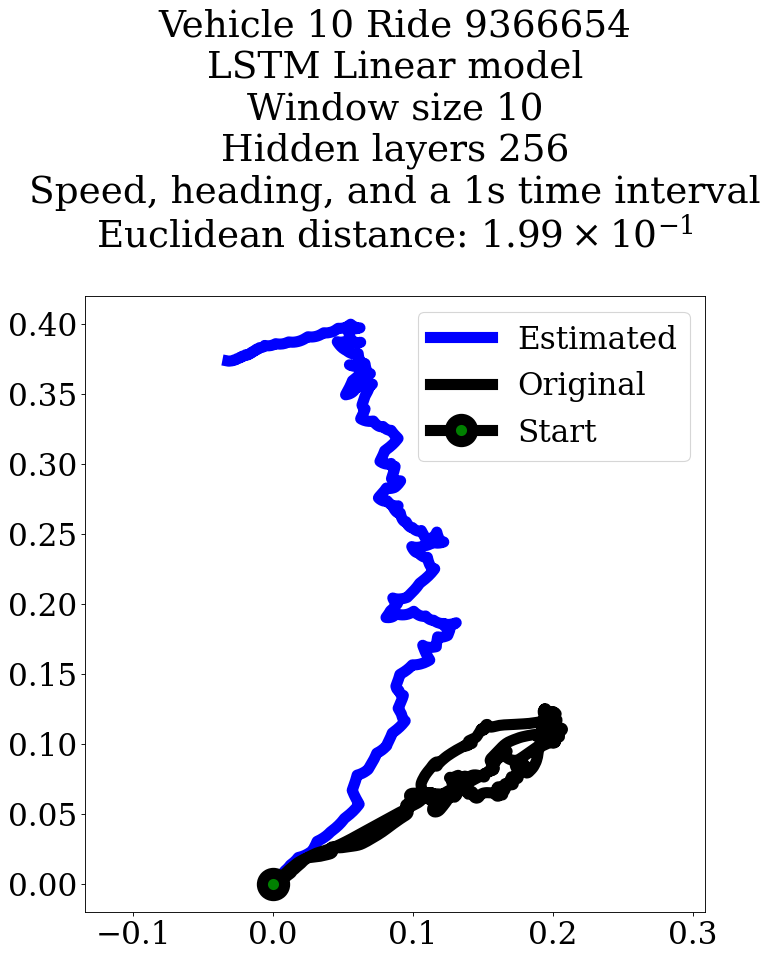 Vehicle 10 Ride 9366654
LSTM Linear model
Window size 10
Hidden layers 256
Speed, heading, and a 1s time interval
Euclidean distance: 1.99 × 10⁻¹
Estimated
Original
Start
0.40
0.35
0.30
0.25
0.20
0.15
0.10
0.05
0.00
−0.1 0.0 0.1 0.2 0.3